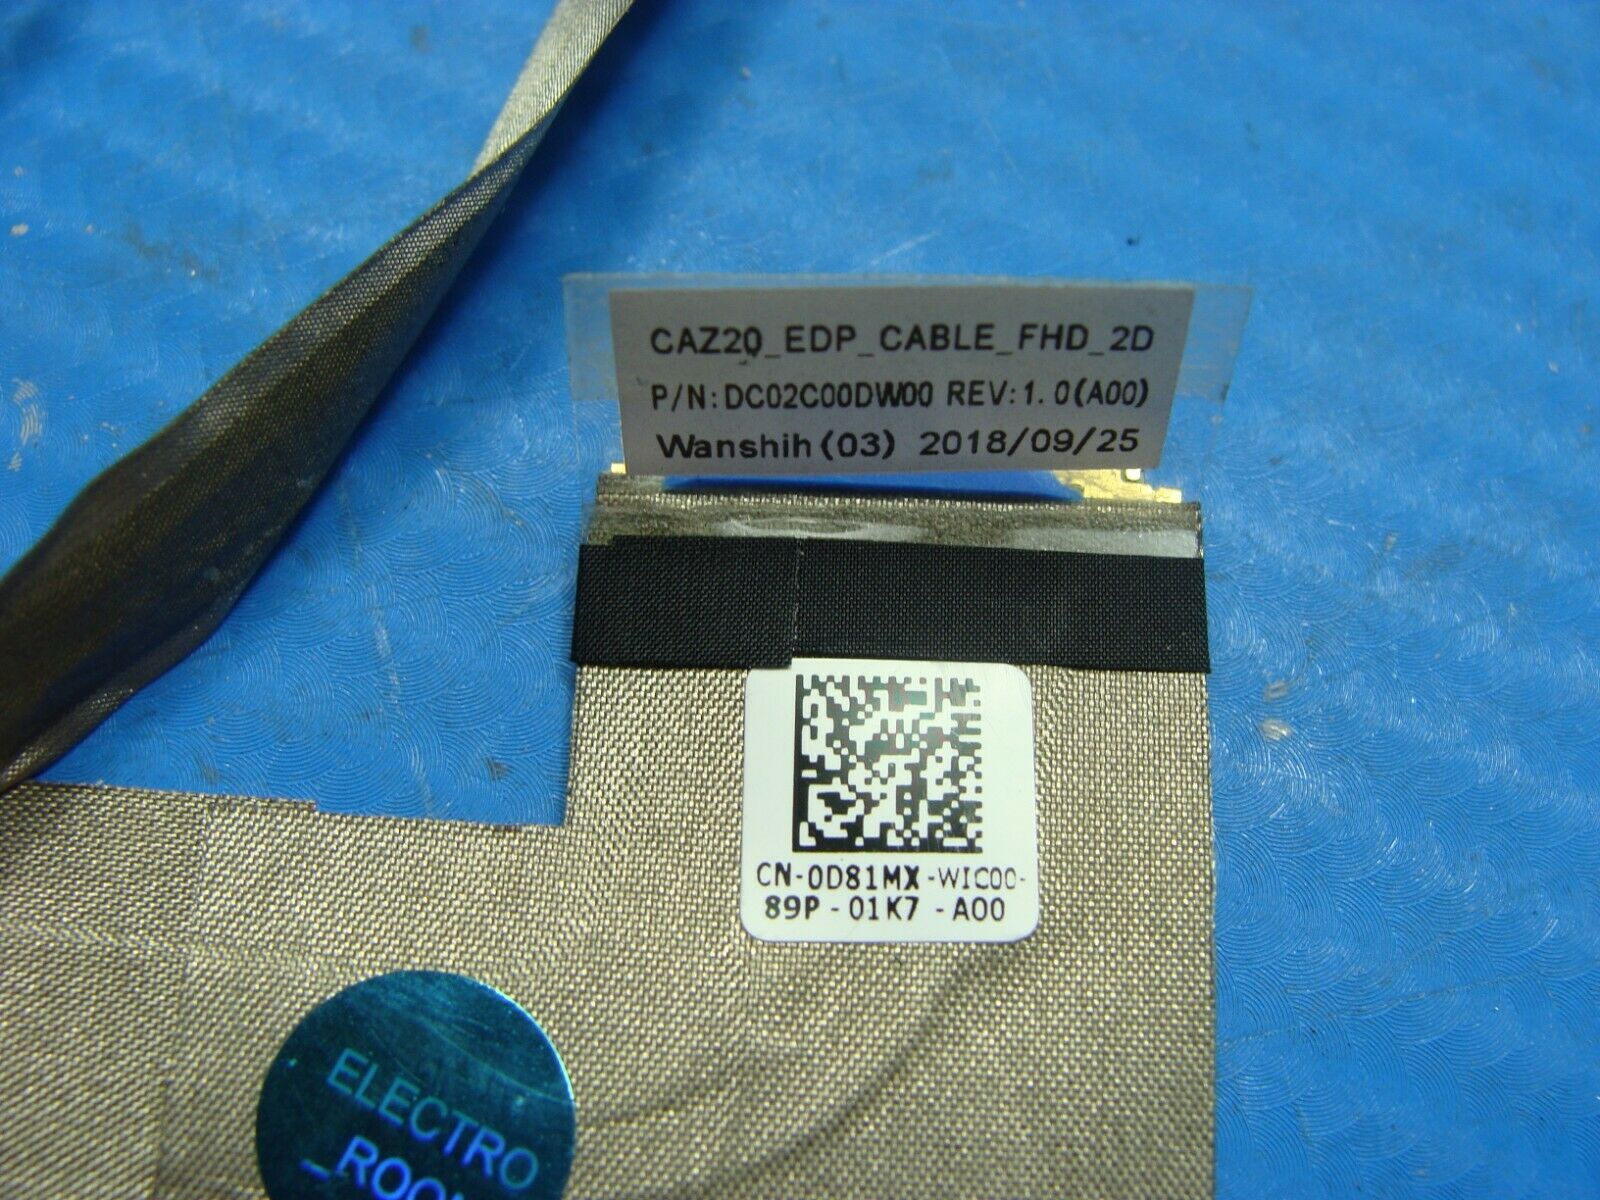 CAZ20_EDP_CABLE_FHD_2D
P/N:DC02C00DW00 REV:1.0(A00)
Wanshih(03) 2018/09/25
CN-0D81MX-WIC00-
89P-01K7-A00
ELECTRO